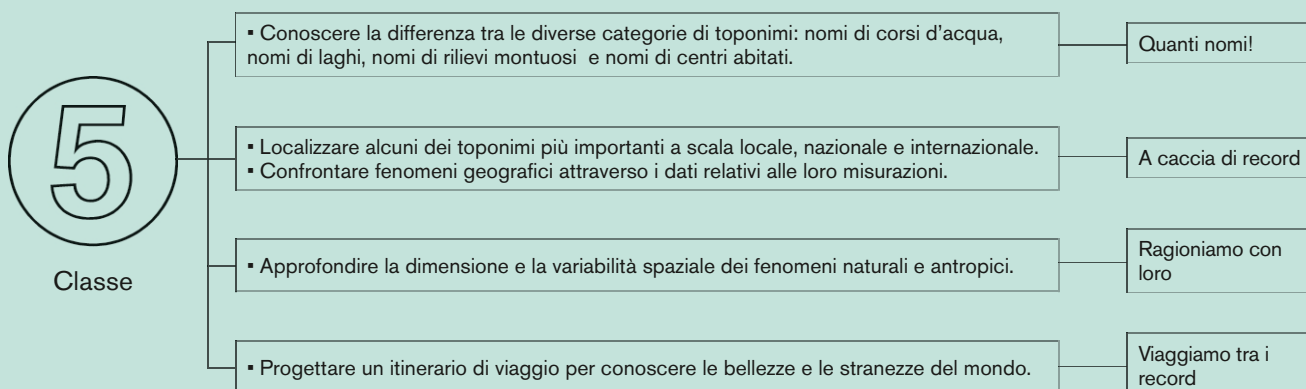 ▪ Conoscere la differenza tra le diverse categorie di toponimi: nomi di corsi d’acqua,
nomi di laghi, nomi di rilievi montuosi e nomi di centri abitati.
Quanti nomi!
5
Classe
▪ Localizzare alcuni dei toponimi più importanti a scala locale, nazionale e internazionale.
▪ Confrontare fenomeni geografici attraverso i dati relativi alle loro misurazioni.
A caccia di record
▪ Approfondire la dimensione e la variabilità spaziale dei fenomeni naturali e antropici.
Ragioniamo con
loro
▪ Progettare un itinerario di viaggio per conoscere le bellezze e le stranezze del mondo.
Viaggiamo tra i
record